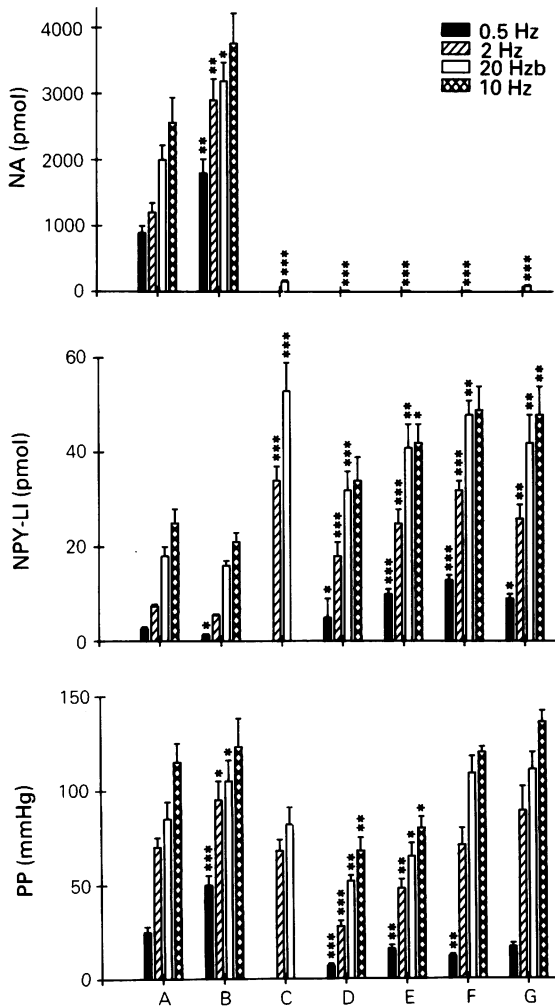 4000
3000
2000
1000
0
NA (pmol)
0.5 Hz
2 Hz
20 Hzb
10 Hz
** ** *
*** *** *** *** ***
60
40
20
0
NPY-LI (pmol)
*
*** ***
* *** ***
*** *** ** *
*** *** **
* ** ** **
150
100
50
0
PP (mmHg)
*** * *
*** *** ** **
** ** * *
**
A B C D E F G